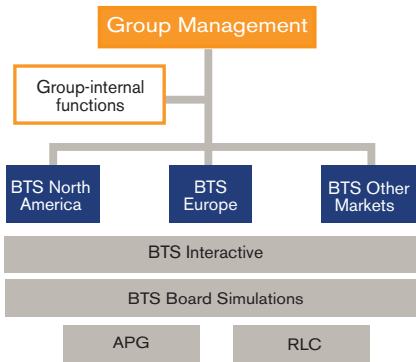 Group Management
Group-internal
functions
BTS North
America
BTS
Europe
BTS Other
Markets
BTS Interactive
BTS Board Simulations
APG
RLC